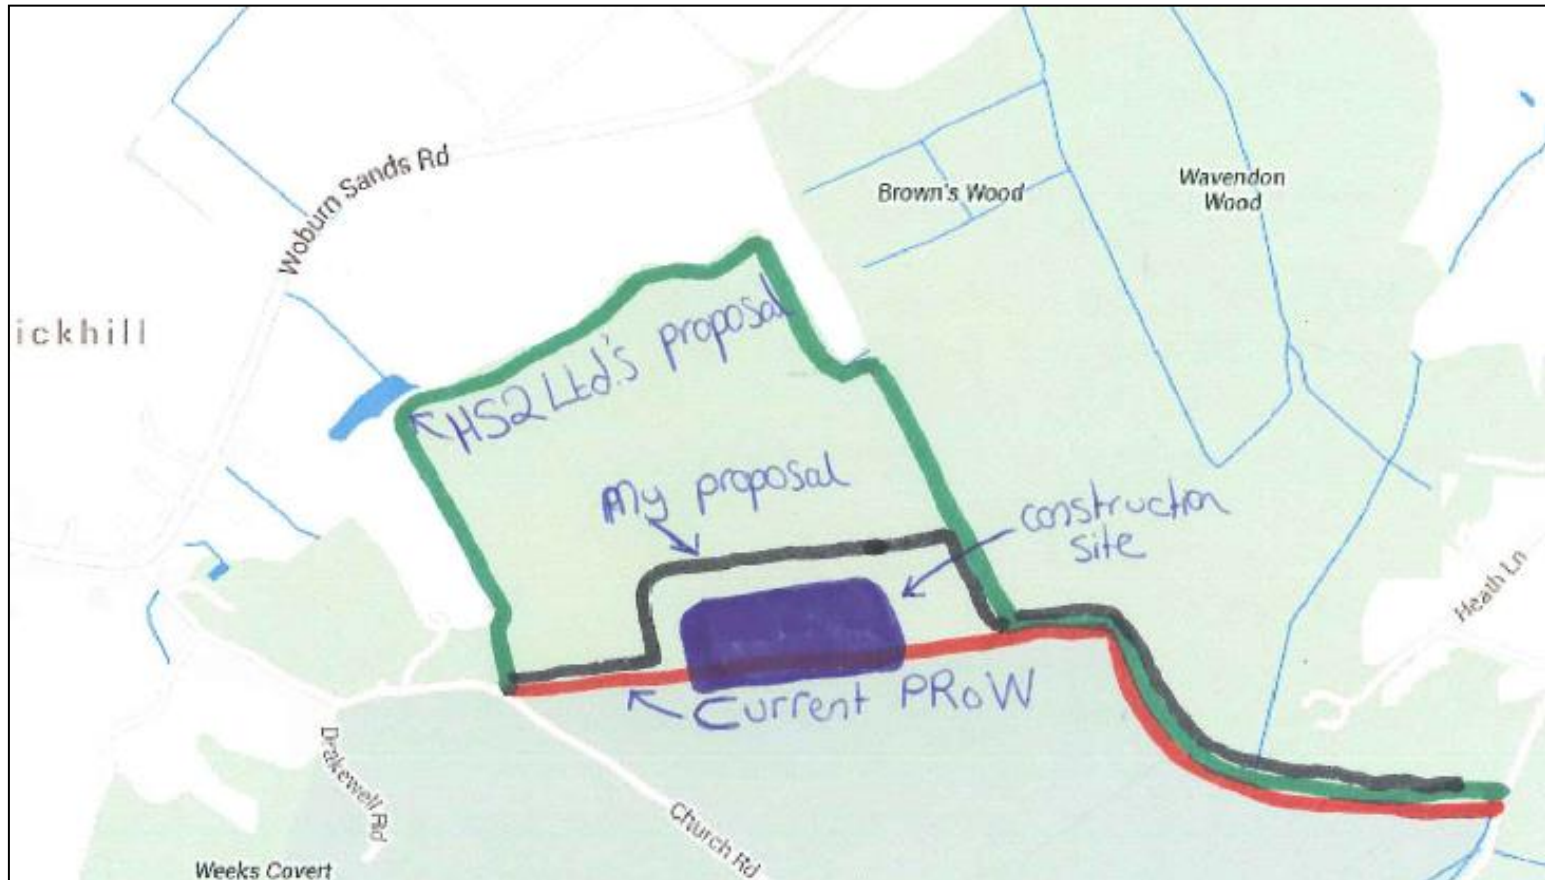 Woburn Sands Rd
Brown's Wood
Wavendon
Wood
ickhill
HS2 Ltd.'s proposal
My proposal
construction
site
Heath Ln
Current PRoW
Drakewell Rd
Church Rd
Weeks Covert